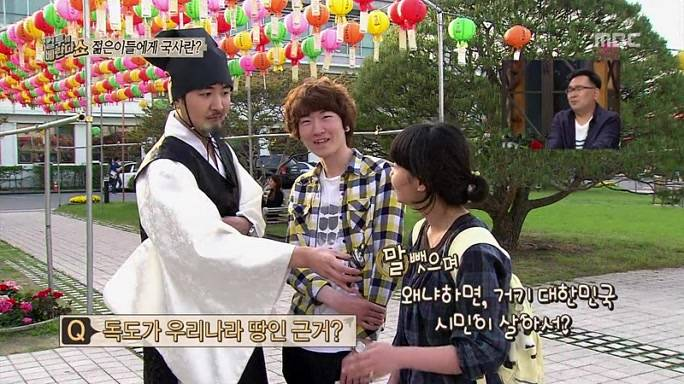 젊은이들에게 국사란?
MBC
말 뺏으며
왜냐하면, 거기 대한민국
시민이 살아서?
Q 독도가 우리나라 땅인 근거?